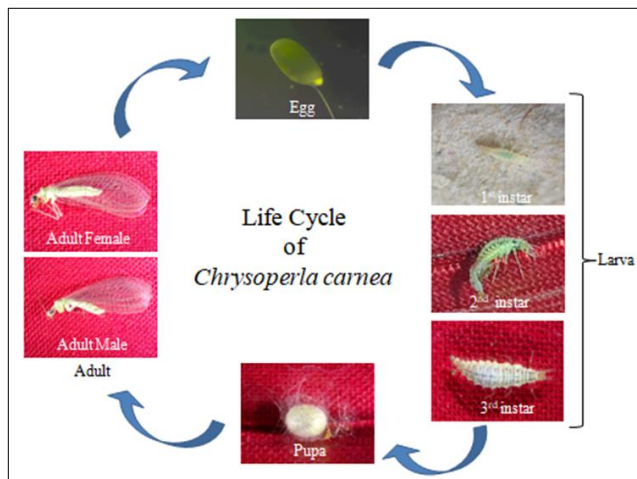 Egg
1st instar
2nd instar
Larva
3rd instar
Pupa
Adult Female
Adult Male
Adult
Life Cycle
of
Chrysoperla carnea